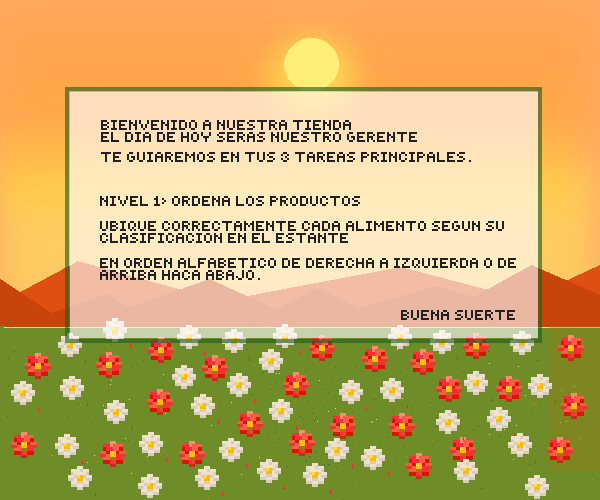 BIENVENIDO A NUESTRA TIENDA
EL DIA DE HOY SERAS NUESTRO GERENTE
TE GUIAREMOS EN TUS 3 TAREAS PRINCIPALES.
NIVEL 1> ORDENA LOS PRODUCTOS
UBIQUE CORRECTAMENTE CADA ALIMENTO SEGUN SU
CLASIFICACION EN EL ESTANTE
EN ORDEN ALFABETICO DE DERECHA A IZQUIERDA O DE
ARRIBA HACA ABAJO.
BUENA SUERTE